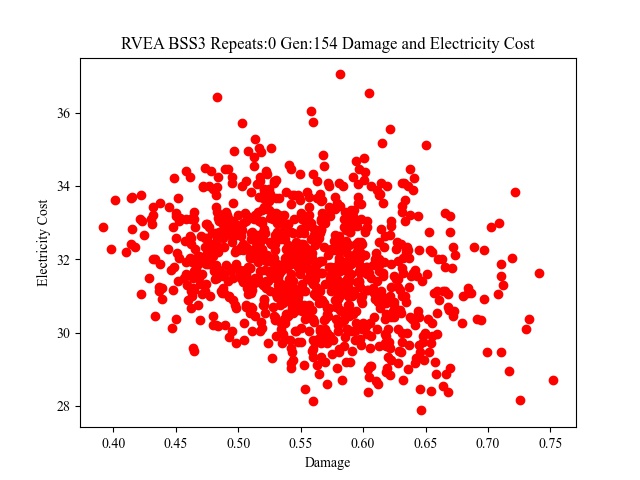 RVEA BSS3 Repeats:0 Gen:154 Damage and Electricity Cost
Electricity Cost
36
34
32
30
28
0.40 0.45 0.50 0.55 0.60 0.65 0.70 0.75
Damage